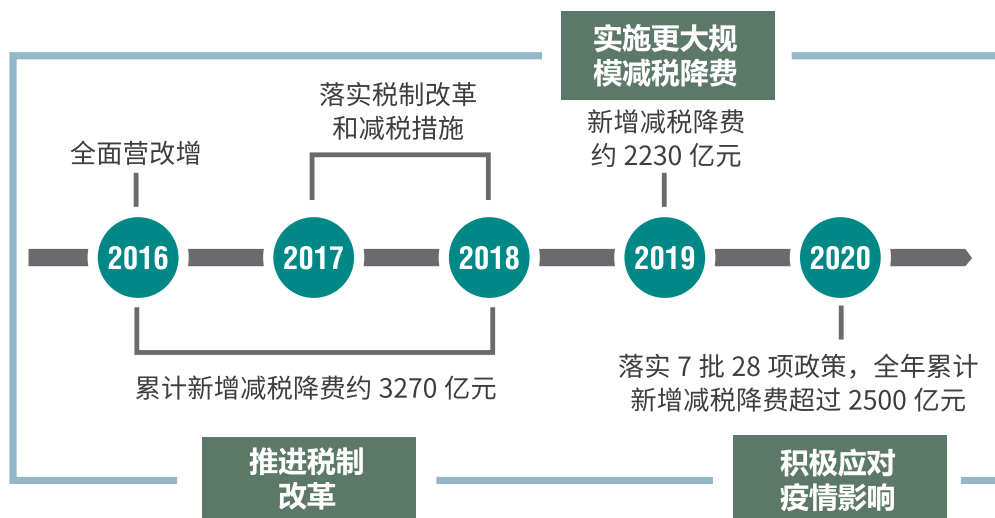 实施更大规
模减税降费
落实税制改革
和减税措施
新增减税降费
约 2230 亿元
全面营改增
2016
2017
2018
2019
2020
累计新增减税降费约 3270 亿元
落实 7 批 28 项政策，全年累计
新增减税降费超过 2500 亿元
推进税制
改革
积极应对
疫情影响